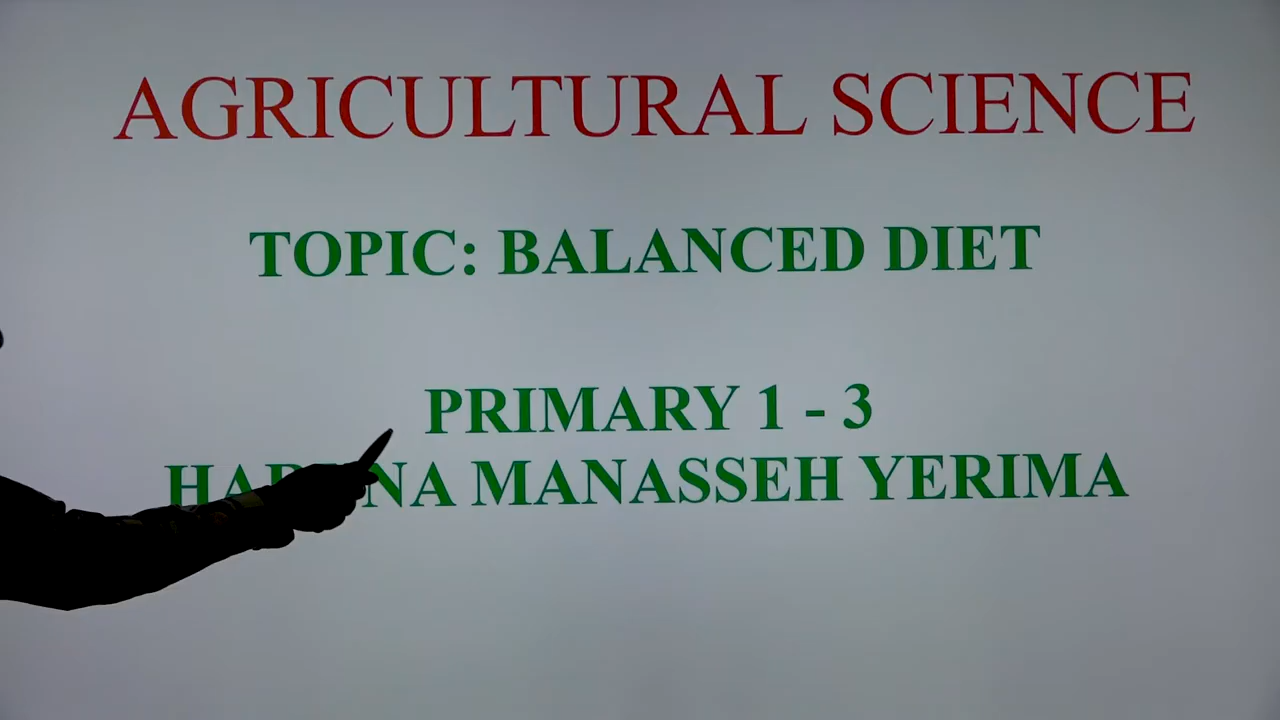 AGRICULTURAL SCIENCE
TOPIC: BALANCED DIET
PRIMARY 1 - 3
MANASSEH YERIMA